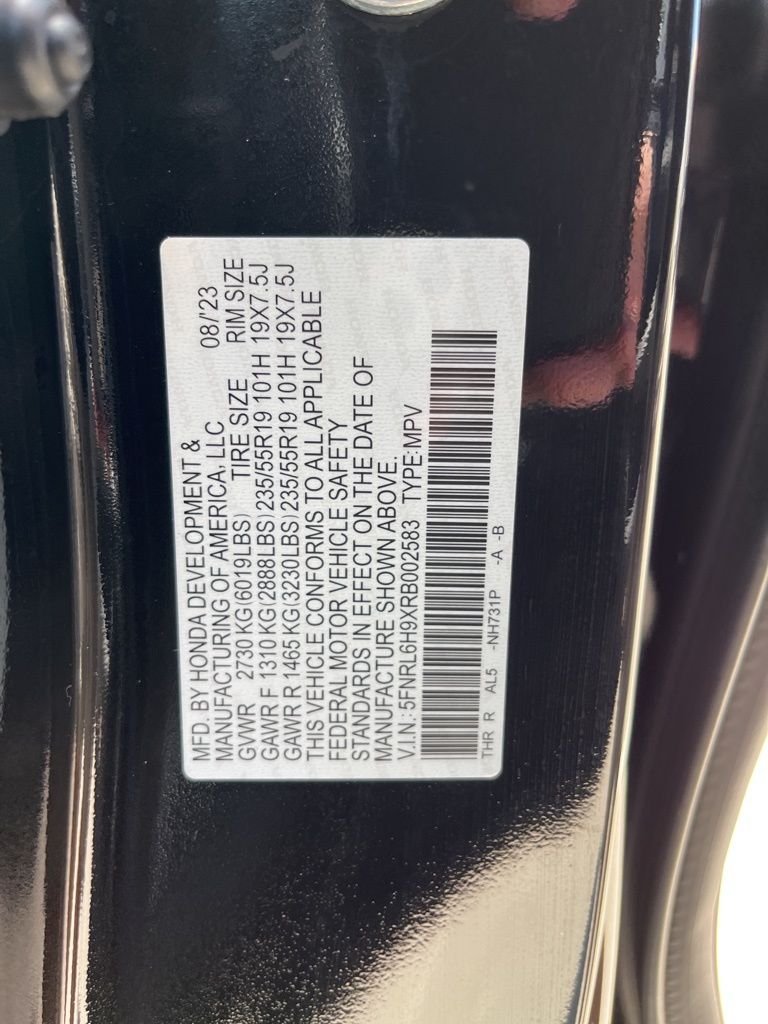 MFD. BY HONDA DEVELOPMENT &
MANUFACTURING OF AMERICA, LLC 08/'23
GVWR 2730 KG (6019LBS) TIRE SIZE RIM SIZE
GAWR F 1310 KG (2888LBS) 235/55R19 101H 19X7.5J
GAWR R 1465 KG (3230LBS) 235/55R19 101H 19X7.5J
THIS VEHICLE CONFORMS TO ALL APPLICABLE
FEDERAL MOTOR VEHICLE SAFETY
STANDARDS IN EFFECT ON THE DATE OF
MANUFACTURE SHOWN ABOVE.
V.I.N.: 5FNRL6H9XRB002583 TYPE:MPV
THR R AL5 -NH731P -A -B